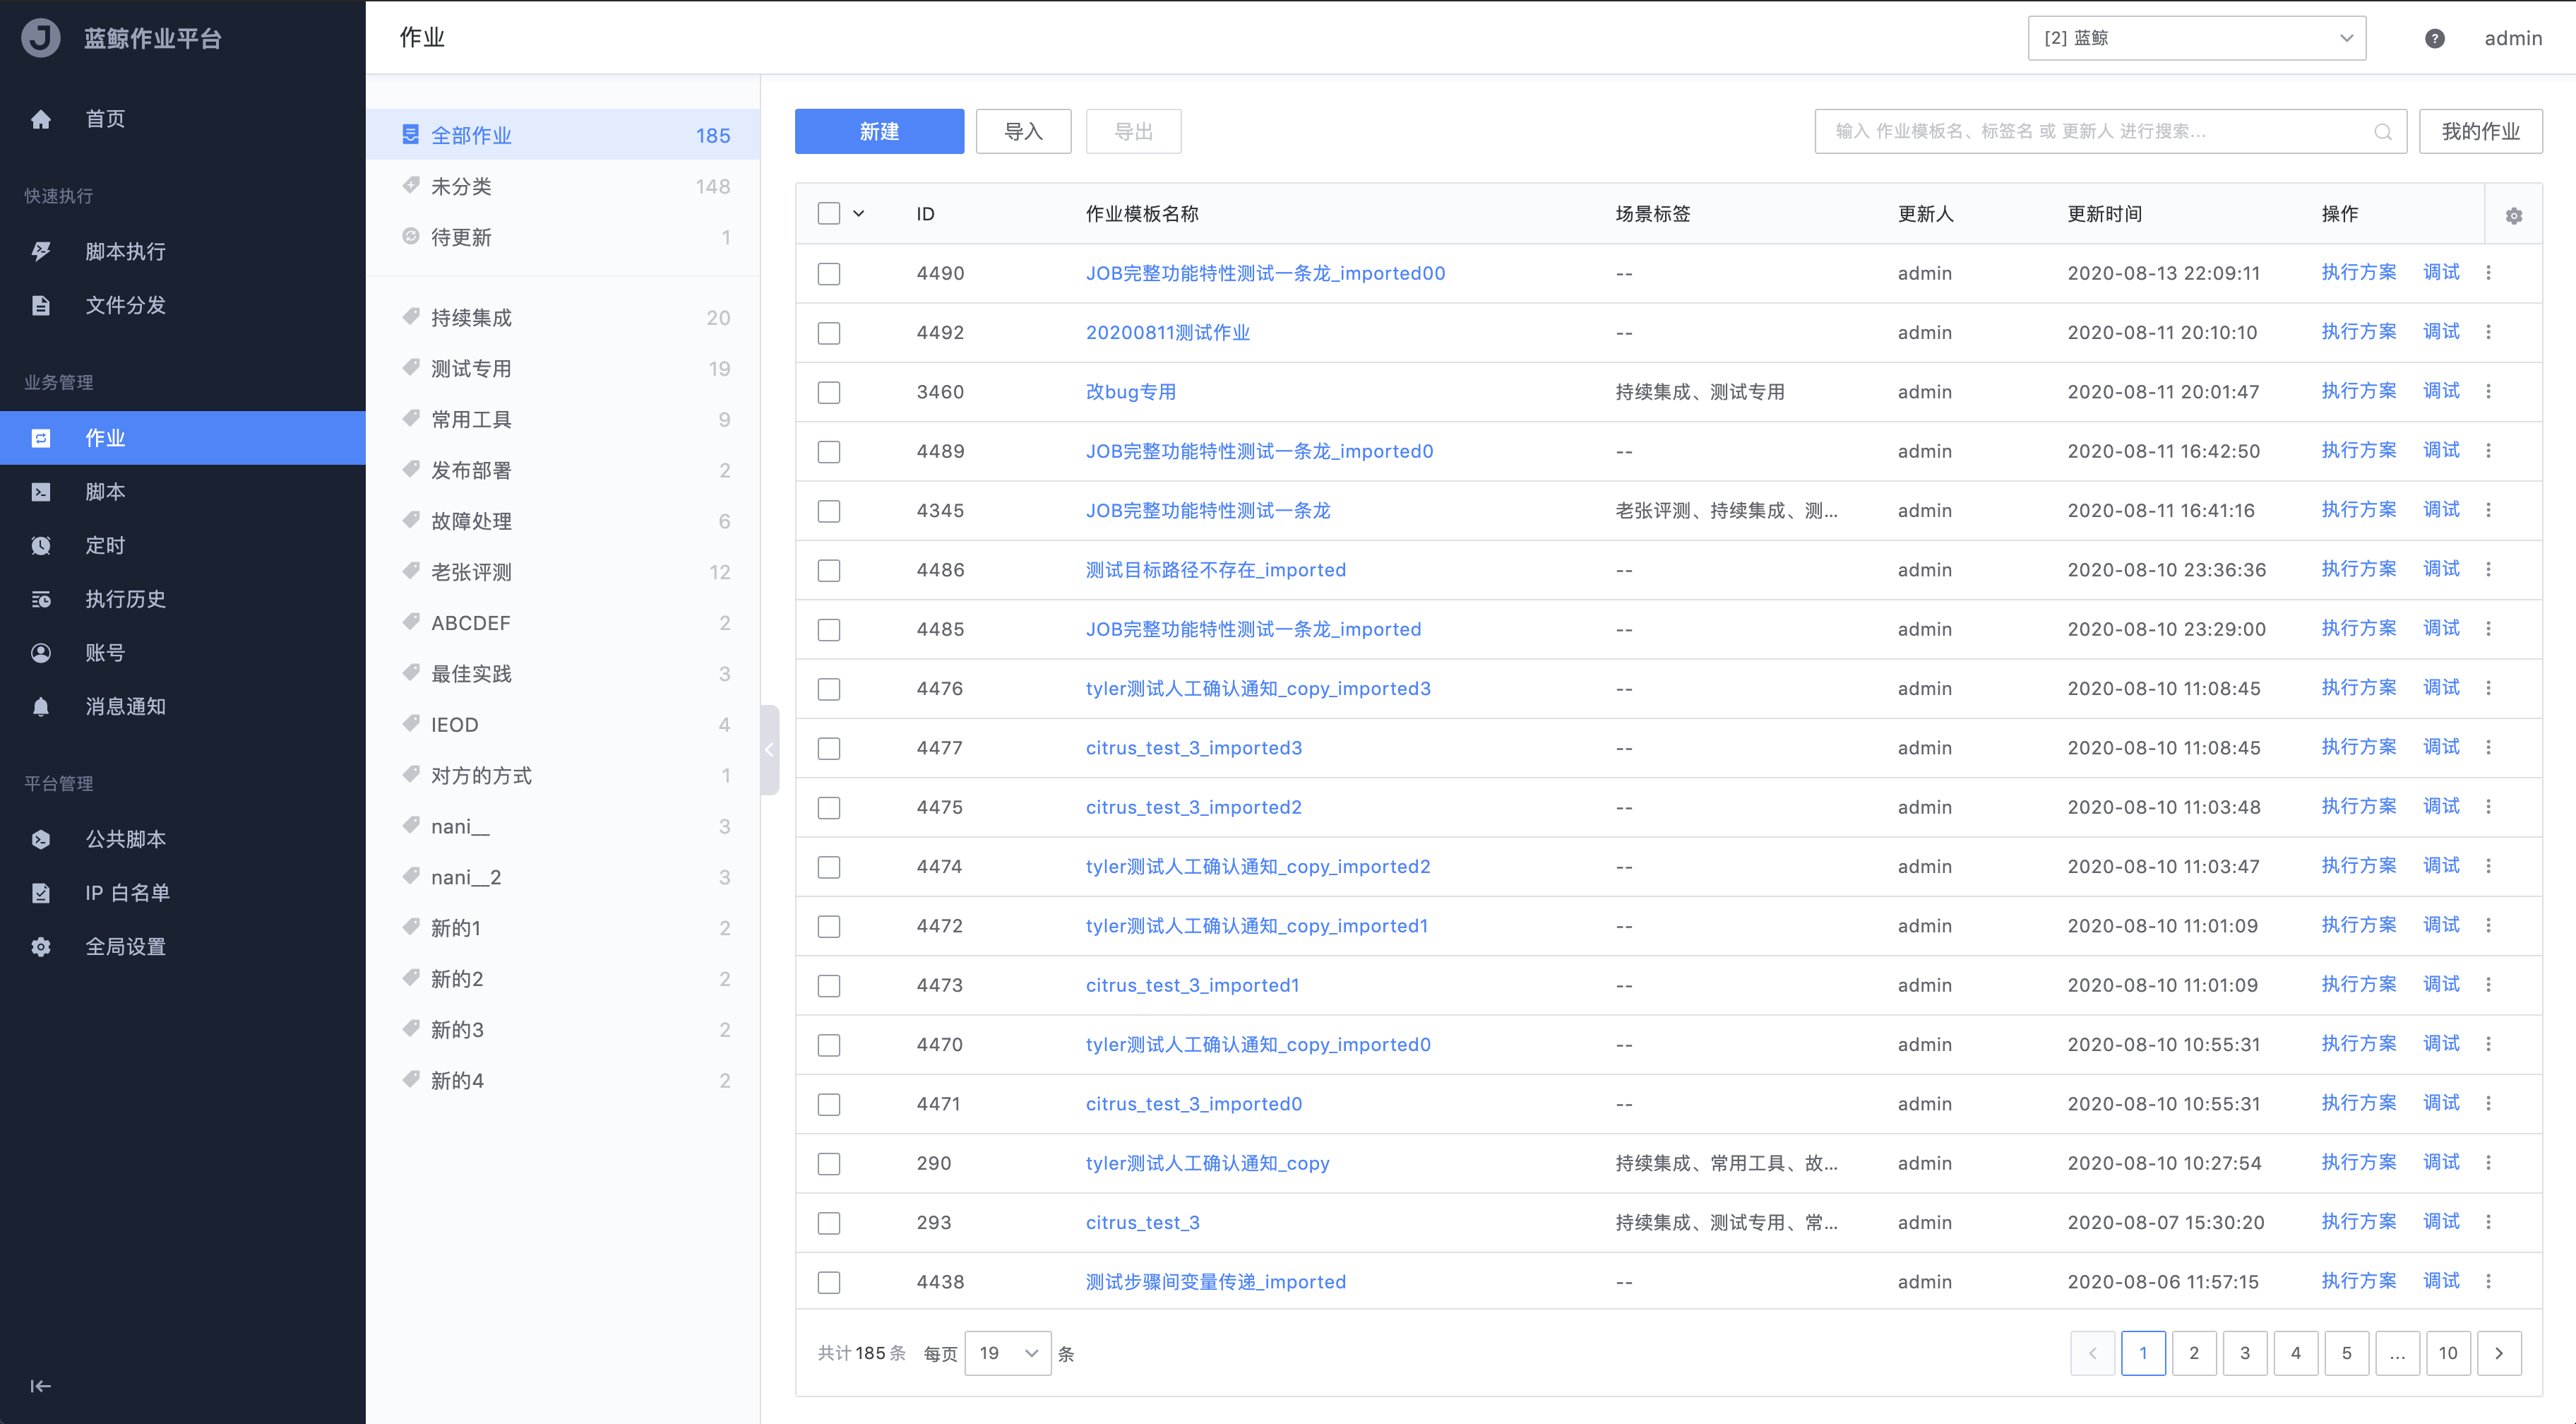 蓝鲸作业平台
首页
快速执行
脚本执行
文件分发
业务管理
作业
脚本
定时
执行历史
账号
消息通知
平台管理
公共脚本
IP 白名单
全局设置
作业
[2] 蓝鲸
admin
全部作业 185
未分类 148
待更新 1
持续集成 20
测试专用 19
常用工具 9
发布部署 2
故障处理 6
老张评测 12
ABCDEF 2
最佳实践 3
IEOD 4
对方的方式 1
nani__ 3
nani__2 3
新的1 2
新的2 2
新的3 2
新的4 2
新建 导入 导出 输入 作业模板名、标签名 或 更新人 进行搜索... 我的作业
ID 作业模板名称 场景标签 更新人 更新时间 操作
4490 JOB完整功能特性测试一条龙_imported00 -- admin 2020-08-13 22:09:11 执行方案 调试
4492 20200811测试作业 -- admin 2020-08-11 20:10:10 执行方案 调试
3460 改bug专用 持续集成、测试专用 admin 2020-08-11 20:01:47 执行方案 调试
4489 JOB完整功能特性测试一条龙_imported0 -- admin 2020-08-11 16:42:50 执行方案 调试
4345 JOB完整功能特性测试一条龙 老张评测、持续集成、测... admin 2020-08-11 16:41:16 执行方案 调试
4486 测试目标路径不存在_imported -- admin 2020-08-10 23:36:36 执行方案 调试
4485 JOB完整功能特性测试一条龙_imported -- admin 2020-08-10 23:29:00 执行方案 调试
4476 tyler测试人工确认通知_copy_imported3 -- admin 2020-08-10 11:08:45 执行方案 调试
4477 citrus_test_3_imported3 -- admin 2020-08-10 11:08:45 执行方案 调试
4475 citrus_test_3_imported2 -- admin 2020-08-10 11:03:48 执行方案 调试
4474 tyler测试人工确认通知_copy_imported2 -- admin 2020-08-10 11:03:47 执行方案 调试
4472 tyler测试人工确认通知_copy_imported1 -- admin 2020-08-10 11:01:09 执行方案 调试
4473 citrus_test_3_imported1 -- admin 2020-08-10 11:01:09 执行方案 调试
4470 tyler测试人工确认通知_copy_imported0 -- admin 2020-08-10 10:55:31 执行方案 调试
4471 citrus_test_3_imported0 -- admin 2020-08-10 10:55:31 执行方案 调试
290 tyler测试人工确认通知_copy 持续集成、常用工具、故... admin 2020-08-10 10:27:54 执行方案 调试
293 citrus_test_3 持续集成、测试专用、常... admin 2020-08-07 15:30:20 执行方案 调试
4438 测试步骤间变量传递_imported -- admin 2020-08-06 11:57:15 执行方案 调试
共计 185 条 每页 19 条 1 2 3 4 5 ... 10